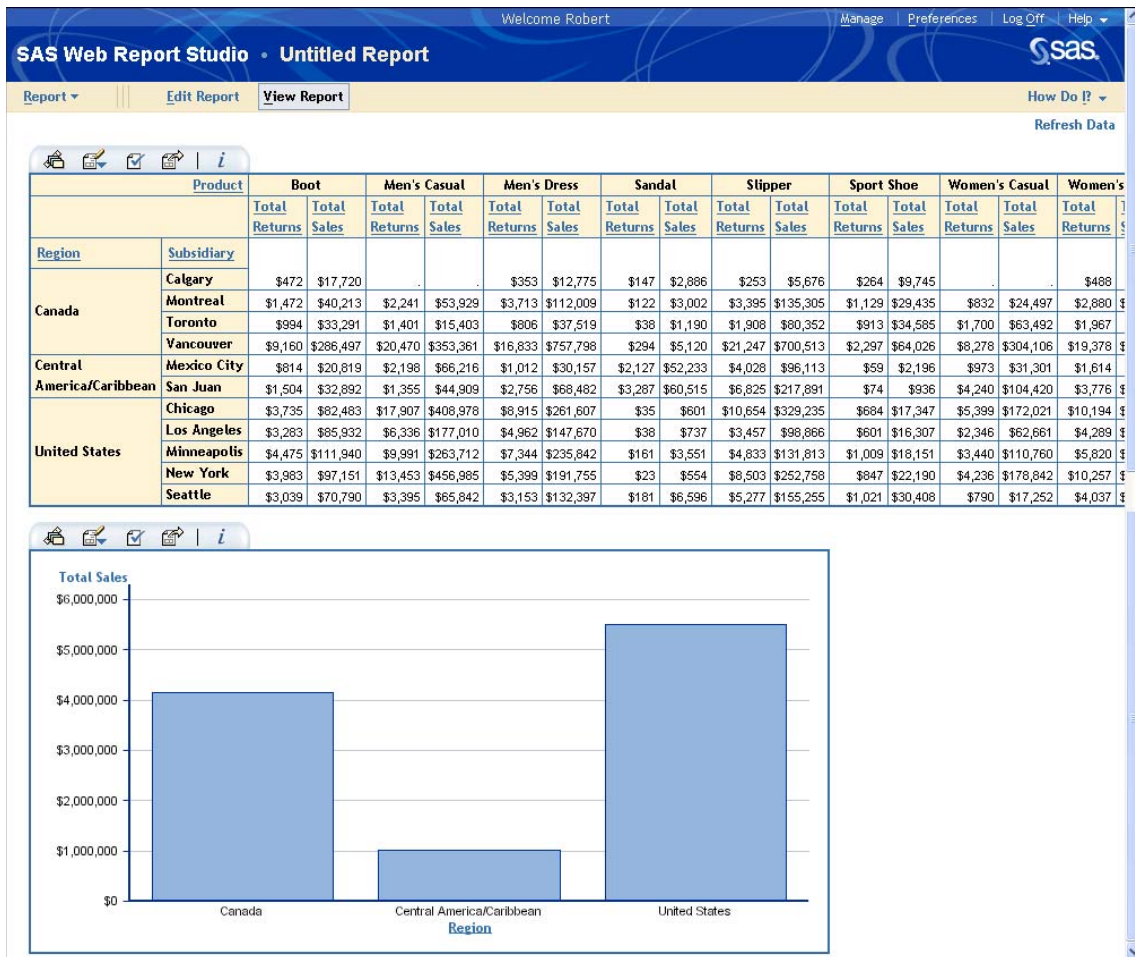 Welcome Robert Manage Preferences Log Off Help
SAS Web Report Studio • Untitled Report
sas.
Report Edit Report View Report How Do I?
Refresh Data
i
Product Boot Men's Casual Men's Dress Sandal Slipper Sport Shoe Women's Casual Women's
Total Total Total Total Total Total Total Total Total Total Total Total Total Total Total
Returns Sales Returns Sales Returns Sales Returns Sales Returns Sales Returns Sales Returns Sales Returns
Region Subsidiary
Calgary $472 $17,720 . . $353 $12,775 $147 $2,886 $253 $5,676 $264 $9,745 . . $488
Canada
Montreal $1,472 $40,213 $2,241 $53,929 $3,713 $112,009 $122 $3,002 $3,395 $135,305 $1,129 $29,435 $832 $24,497 $2,880
Toronto $994 $33,291 $1,401 $15,403 $806 $37,519 $38 $1,190 $1,908 $80,352 $913 $34,585 $1,700 $63,492 $1,967
Vancouver $9,160 $286,497 $20,470 $353,361 $16,833 $757,798 $294 $5,120 $21,247 $700,513 $2,297 $64,026 $8,278 $304,106 $19,378
Central Mexico City $814 $20,819 $2,198 $66,216 $1,012 $30,157 $2,127 $52,233 $4,028 $96,113 $59 $2,196 $973 $31,301 $1,614
America/Caribbean San Juan $1,504 $32,892 $1,355 $44,909 $2,756 $68,482 $3,287 $60,515 $6,825 $217,891 $74 $936 $4,240 $104,420 $3,776
Chicago $3,735 $82,483 $17,907 $408,978 $8,915 $261,607 $35 $601 $10,654 $329,235 $684 $17,347 $5,399 $172,021 $10,194
Los Angeles $3,283 $85,932 $6,336 $177,010 $4,962 $147,670 $38 $737 $3,457 $98,866 $601 $16,307 $2,346 $62,661 $4,289
United States Minneapolis $4,475 $111,940 $9,991 $263,712 $7,344 $235,842 $161 $3,551 $4,833 $131,813 $1,009 $18,151 $3,440 $110,760 $5,820
New York $3,983 $97,151 $13,453 $456,985 $5,399 $191,755 $23 $554 $8,503 $252,758 $847 $22,190 $4,236 $178,842 $10,257
Seattle $3,039 $70,790 $3,395 $65,842 $3,153 $132,397 $181 $6,596 $5,277 $155,255 $1,021 $30,408 $790 $17,252 $4,037
i
Total Sales
$6,000,000
$5,000,000
$4,000,000
$3,000,000
$2,000,000
$1,000,000
$0
Canada Central America/Caribbean United States
Region